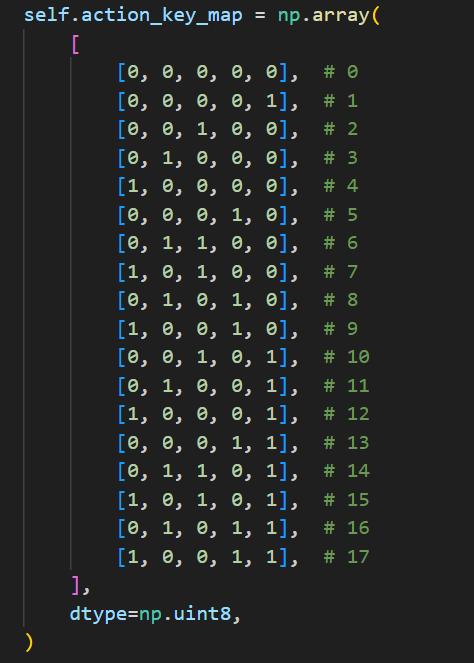 self.action_key_map = np.array(
    [
        [0, 0, 0, 0, 0],  # 0
        [0, 0, 0, 0, 1],  # 1
        [0, 0, 1, 0, 0],  # 2
        [0, 1, 0, 0, 0],  # 3
        [1, 0, 0, 0, 0],  # 4
        [0, 0, 0, 1, 0],  # 5
        [0, 1, 1, 0, 0],  # 6
        [1, 0, 1, 0, 0],  # 7
        [0, 1, 0, 1, 0],  # 8
        [1, 0, 0, 1, 0],  # 9
        [0, 0, 1, 0, 1],  # 10
        [0, 1, 0, 0, 1],  # 11
        [1, 0, 0, 0, 1],  # 12
        [0, 0, 0, 1, 1],  # 13
        [0, 1, 1, 0, 1],  # 14
        [1, 0, 1, 0, 1],  # 15
        [0, 1, 0, 1, 1],  # 16
        [1, 0, 0, 1, 1],  # 17
    ],
    dtype=np.uint8,
)